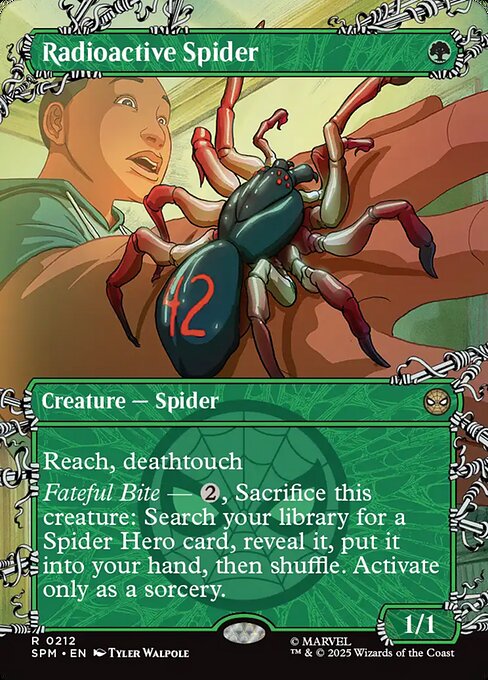 Radioactive Spider
42
Creature — Spider
Reach, deathtouch
Fateful Bite — 2, Sacrifice this
creature: Search your library for a
Spider Hero card, reveal it, put it
into your hand, then shuffle. Activate
only as a sorcery.
1/1
R 0212
SPM • EN Tyler Walpole
© MARVEL
™ & © 2025 Wizards of the Coast